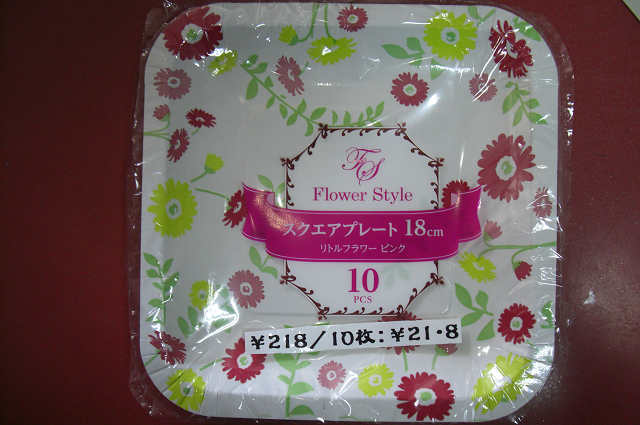 FS
Flower Style
スクエアプレート 18cm
リトルフラワー ピンク
10
PCS
¥218/10枚:¥21・8